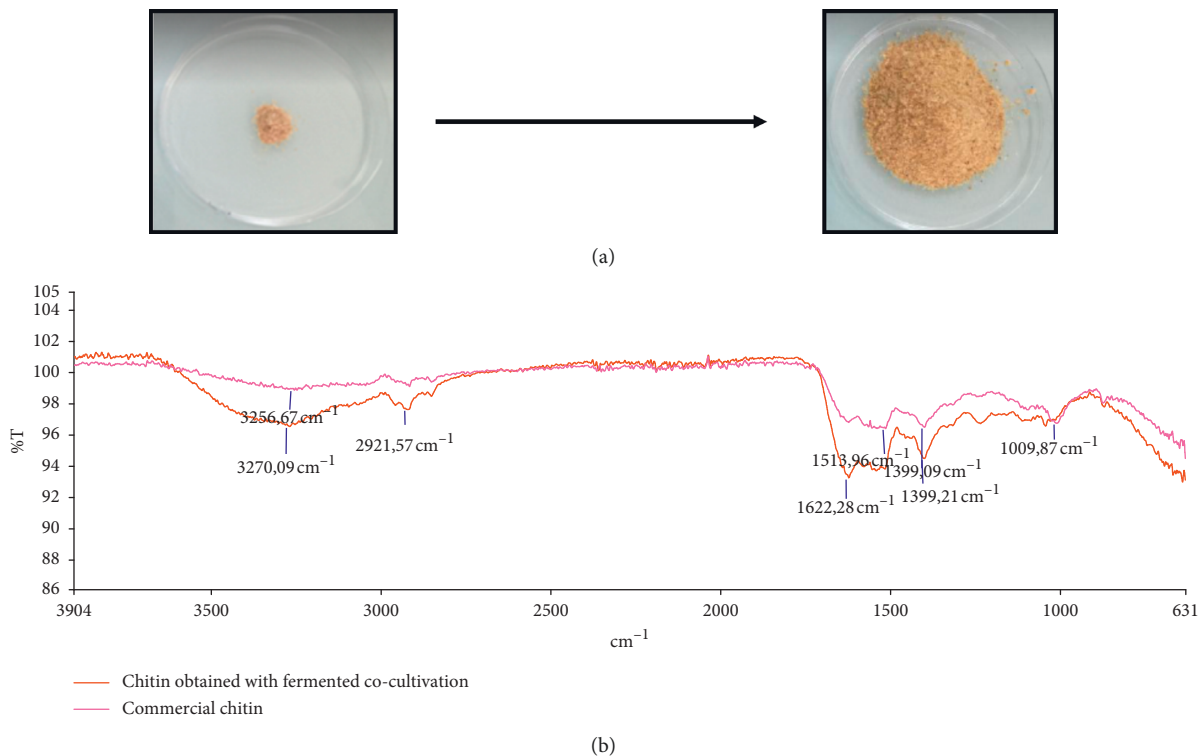 (a)
105
104
102
100
98
96
94
92
90
88
86
%T
3904
3500
3000
2500
2000
1500
1000
631
cm⁻¹
3256,67 cm⁻¹
3270,09 cm⁻¹
2921,57 cm⁻¹
1513,96 cm⁻¹
1399,09 cm⁻¹
1009,87 cm⁻¹
1622,28 cm⁻¹
1399,21 cm⁻¹
Chitin obtained with fermented co-cultivation
Commercial chitin
(b)